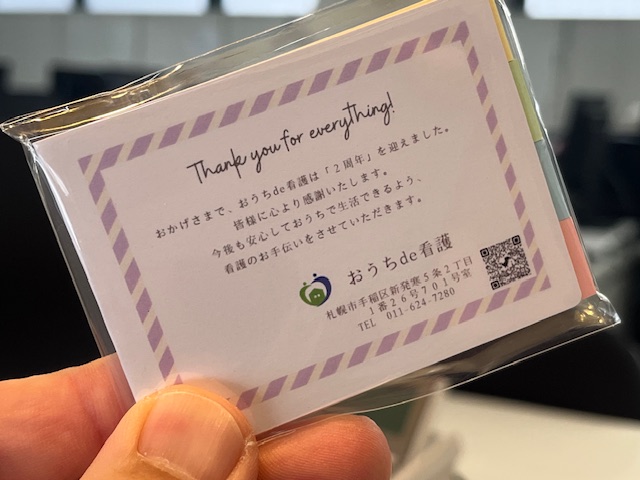 Thank you for everything!
おかげさまで、おうちde看護は「２周年」を迎えました。
皆様に心より感謝いたします。
今後も安心しておうちで生活できるよう、
看護のお手伝いをさせていただきます。
おうちde看護
札幌市手稲区新発寒５条２丁目
１番２６号７０１号室
TEL 011-624-7280